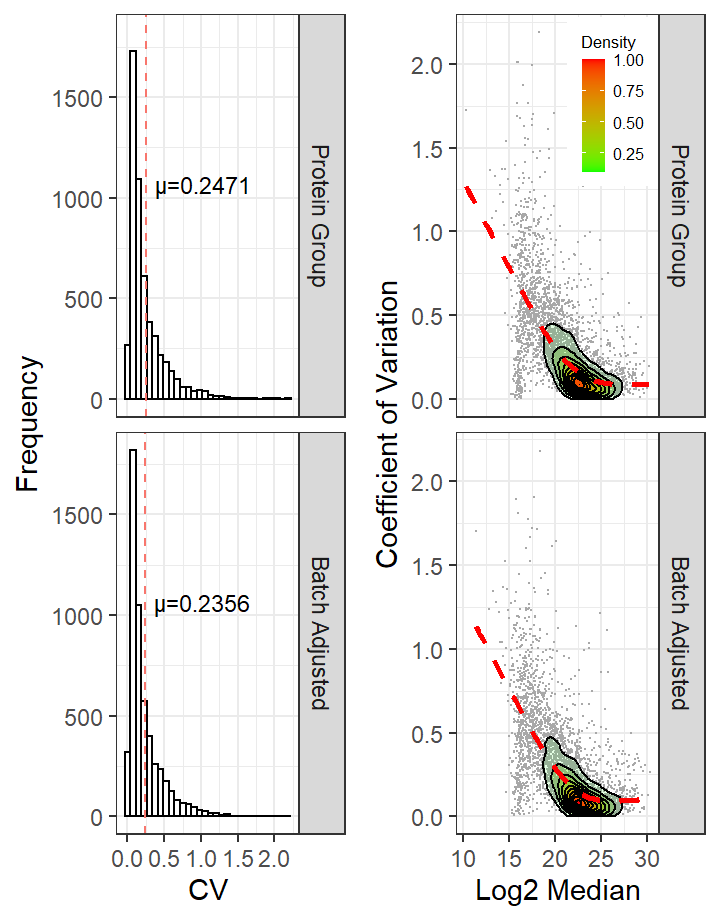 Frequency
1500
1000
500
0
μ=0.2471
Protein Group
1500
1000
500
0
μ=0.2356
Batch Adjusted
0.0 0.5 1.0 1.5 2.0
CV
Coefficient of Variation
2.0
1.5
1.0
0.5
0.0
Density
1.00
0.75
0.50
0.25
Protein Group
2.0
1.5
1.0
0.5
0.0
Batch Adjusted
10 15 20 25 30
Log2 Median